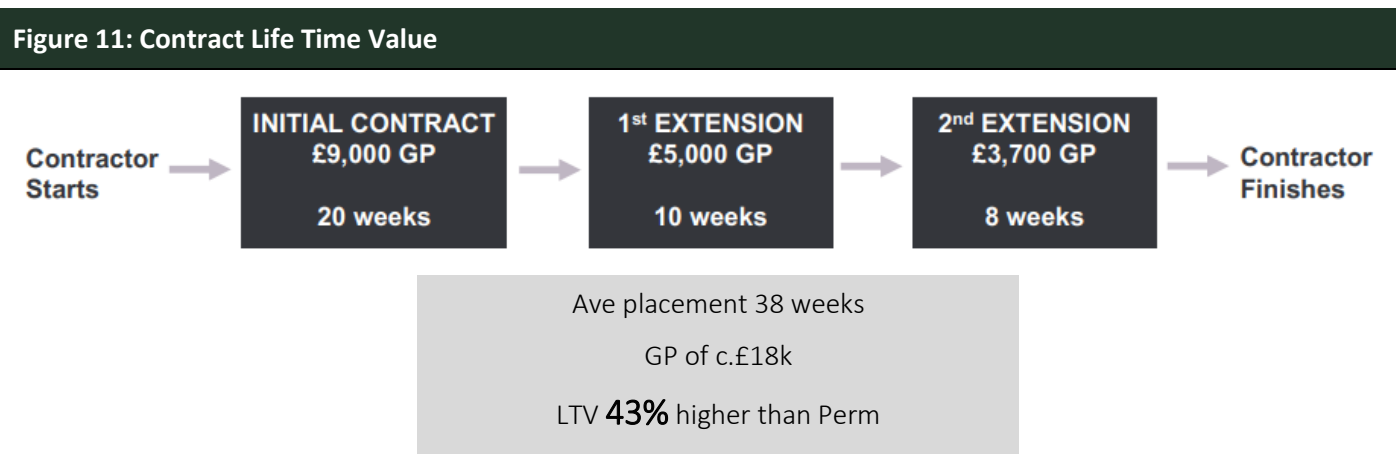 Figure 11: Contract Life Time Value
Contractor
Starts
INITIAL CONTRACT
£9,000 GP
20 weeks
1st EXTENSION
£5,000 GP
10 weeks
2nd EXTENSION
£3,700 GP
8 weeks
Contractor
Finishes
Ave placement 38 weeks
GP of c.£18k
LTV 43% higher than Perm